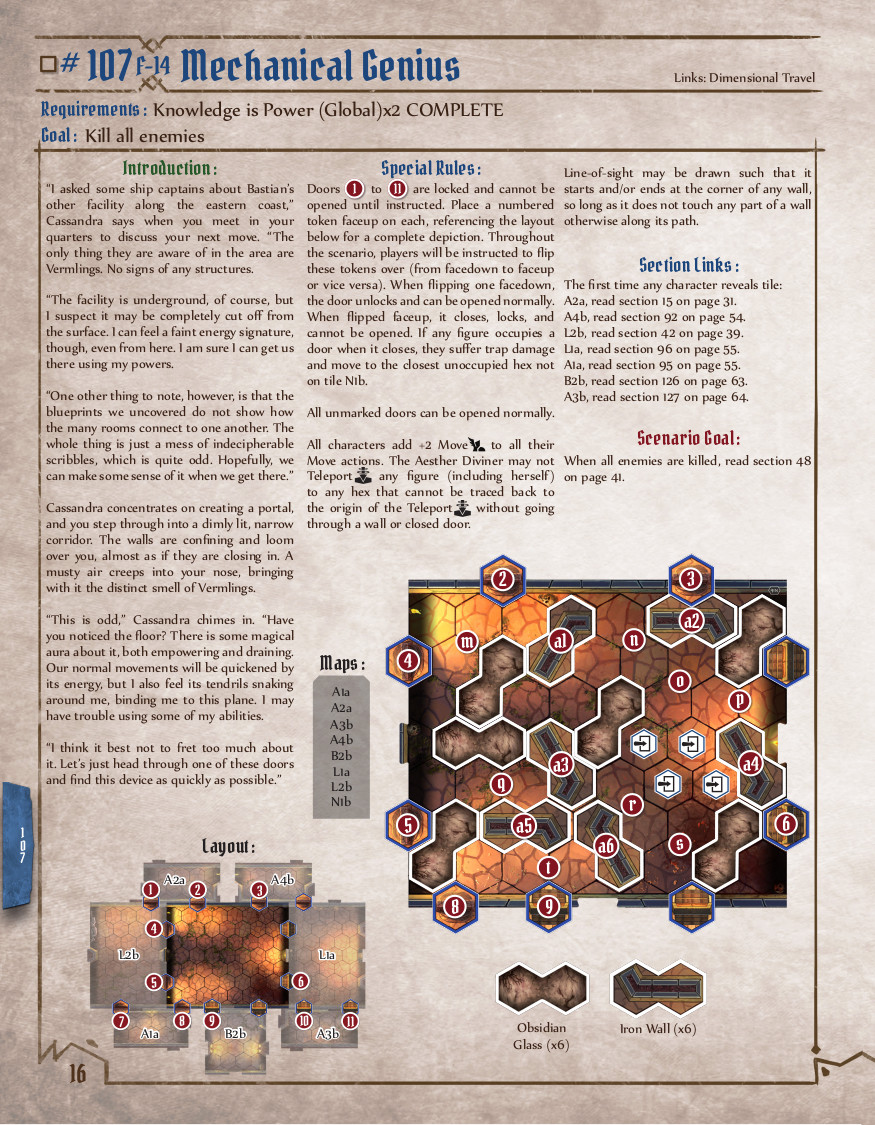 # 107 F-14 Mechanical Genius
Links: Dimensional Travel
Requirements: Knowledge is Power (Global)x2 COMPLETE
Goal: Kill all enemies
Introduction:
“I asked some ship captains about Bastian’s
other facility along the eastern coast,”
Cassandra says when you meet in your
quarters to discuss your next move. “The
only thing they are aware of in the area are
Vermlings. No signs of any structures.
“The facility is underground, of course, but
I suspect it may be completely cut off from
the surface. I can feel a faint energy signature,
though, even from here. I am sure I can get us
there using my powers.
“One other thing to note, however, is that the
blueprints we uncovered do not show how
the many rooms connect to one another. The
whole thing is just a mess of indecipherable
scribbles, which is quite odd. Hopefully, we
can make some sense of it when we get there.”
Cassandra concentrates on creating a portal,
and you step through into a dimly lit, narrow
corridor. The walls are confining and loom
over you, almost as if they are closing in. A
musty air creeps into your nose, bringing
with it the distinct smell of Vermlings.
“This is odd,” Cassandra chimes in. “Have
you noticed the floor? There is some magical
aura about it, both empowering and draining.
Our normal movements will be quickened by
its energy, but I also feel its tendrils snaking
around me, binding me to this plane. I may
have trouble using some of my abilities.
“I think it best not to fret too much about
it. Let’s just head through one of these doors
and find this device as quickly as possible.”
Special Rules:
Doors 1 to 11 are locked and cannot be
opened until instructed. Place a numbered
token faceup on each, referencing the layout
below for a complete depiction. Throughout
the scenario, players will be instructed to flip
these tokens over (from facedown to faceup
or vice versa). When flipping one facedown,
the door unlocks and can be opened normally.
When flipped faceup, it closes, locks, and
cannot be opened. If any figure occupies a
door when it closes, they suffer trap damage
and move to the closest unoccupied hex not
on tile N1b.
All unmarked doors can be opened normally.
All characters add +2 Move to all their
Move actions. The Aesther Diviner may not
Teleport any figure (including herself)
to any hex that cannot be traced back to
the origin of the Teleport without going
through a wall or closed door.
Line-of-sight may be drawn such that it
starts and/or ends at the corner of any wall,
so long as it does not touch any part of a wall
otherwise along its path.
Section Links:
The first time any character reveals tile:
A2a, read section 15 on page 31.
A4b, read section 92 on page 54.
L2b, read section 42 on page 39.
L1a, read section 96 on page 55.
A1a, read section 95 on page 55.
B2b, read section 126 on page 63.
A3b, read section 127 on page 64.
Scenario Goal:
When all enemies are killed, read section 48
on page 41.
Maps:
A1a
A2a
A3b
A4b
B2b
L1a
L2b
N1b
2
3
m
a1
n
a2
4
o
p
a3
a4
q
r
5
a5
a6
s
6
t
8
9
Obsidian
Glass (x6)
Iron Wall (x6)
Layout:
A2a
A4b
1
2
3
4
L2b
L1a
5
6
7
8
9
10
11
A1a
B2b
A3b
107
16